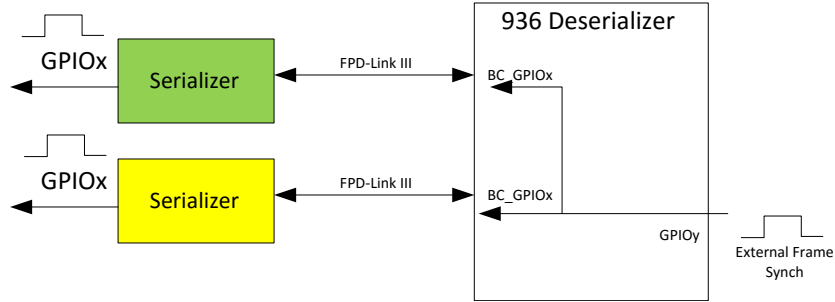 936 Deserializer
GPIOx
Serializer
FPD-Link III
BC_GPIOx
GPIOx
Serializer
FPD-Link III
BC_GPIOx
GPIOy
External Frame
Synch